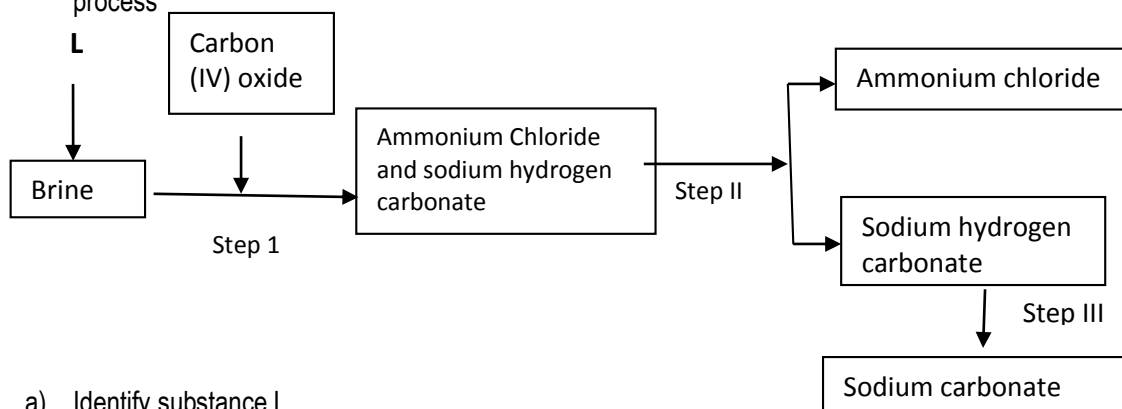 process
L
Carbon
(IV) oxide
Ammonium chloride
Ammonium Chloride
and sodium hydrogen
carbonate
Step II
Brine
Step 1
Sodium hydrogen
carbonate
Step III
Sodium carbonate
a) Identify substance L